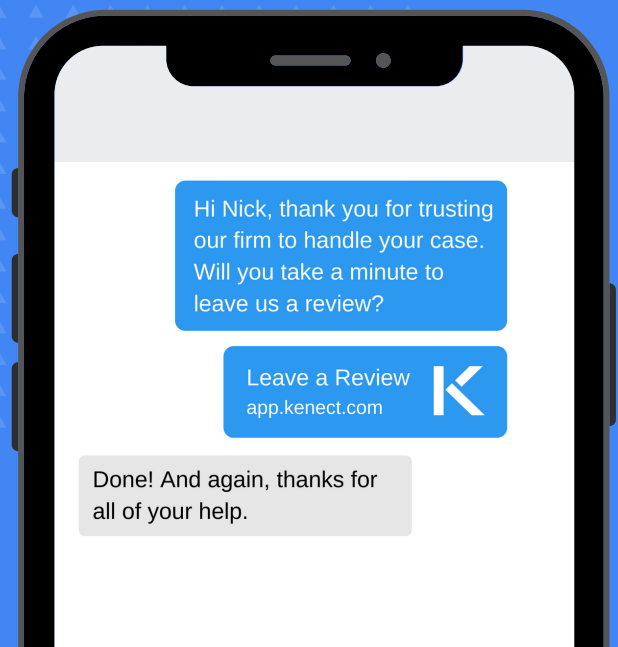 Hi Nick, thank you for trusting
our firm to handle your case.
Will you take a minute to
leave us a review?
Leave a Review
app.kenect.com
Done! And again, thanks for
all of your help.